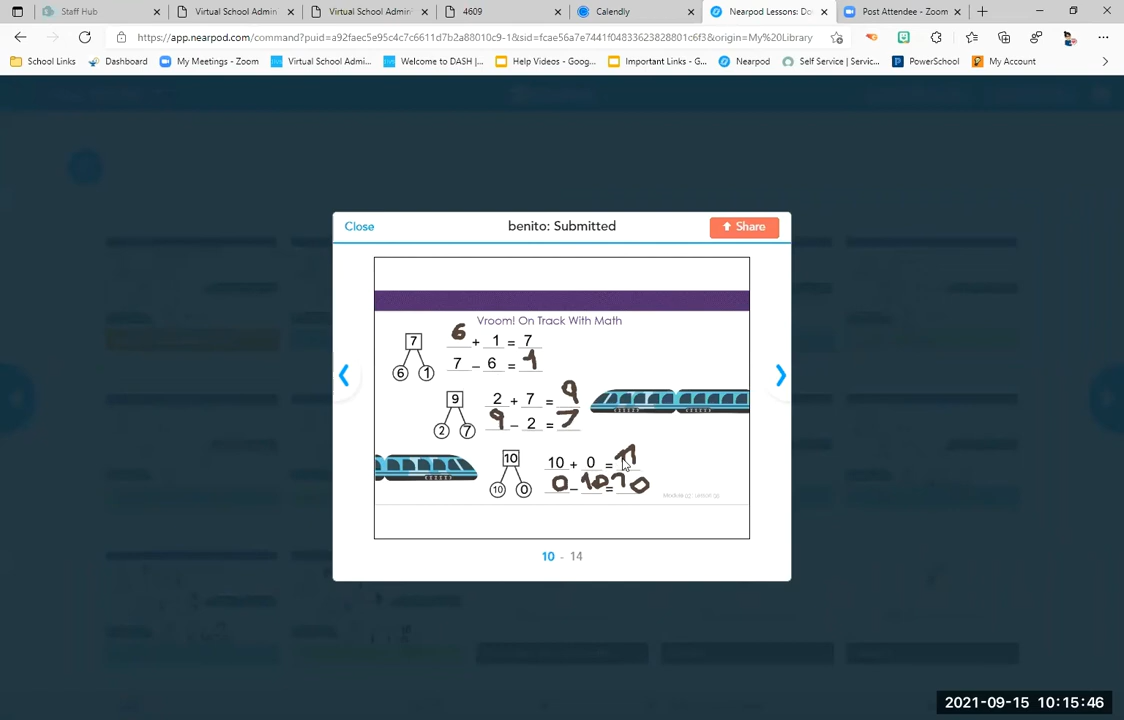 Staff Hub
Virtual School Admin
Virtual School Admin
4609
Calendly
Nearpod Lessons: Do
Post Attendee - Zoom
https://app.nearpod.com/command?puid=a92faec5e95c4c7c6611d7b2a88010c9-1&sid=fcae56a7e7441f04833623828801c6f3&origin=My%20Library
School Links
Dashboard
My Meetings - Zoom
Virtual School Admi...
Welcome to DASH |...
Help Videos - Goog...
Important Links - G...
Nearpod
Self Service | Servic...
PowerSchool
My Account
Close
benito: Submitted
Share
Vroom! On Track With Math
7
6 + 1 = 7
6 1
7 - 6 = 1
9
2 + 7 = 9
2 7
9 - 2 = 7
10
10 + 0 =
10 0
0 - 10 =
10 - 14
2021-09-15 10:15:46